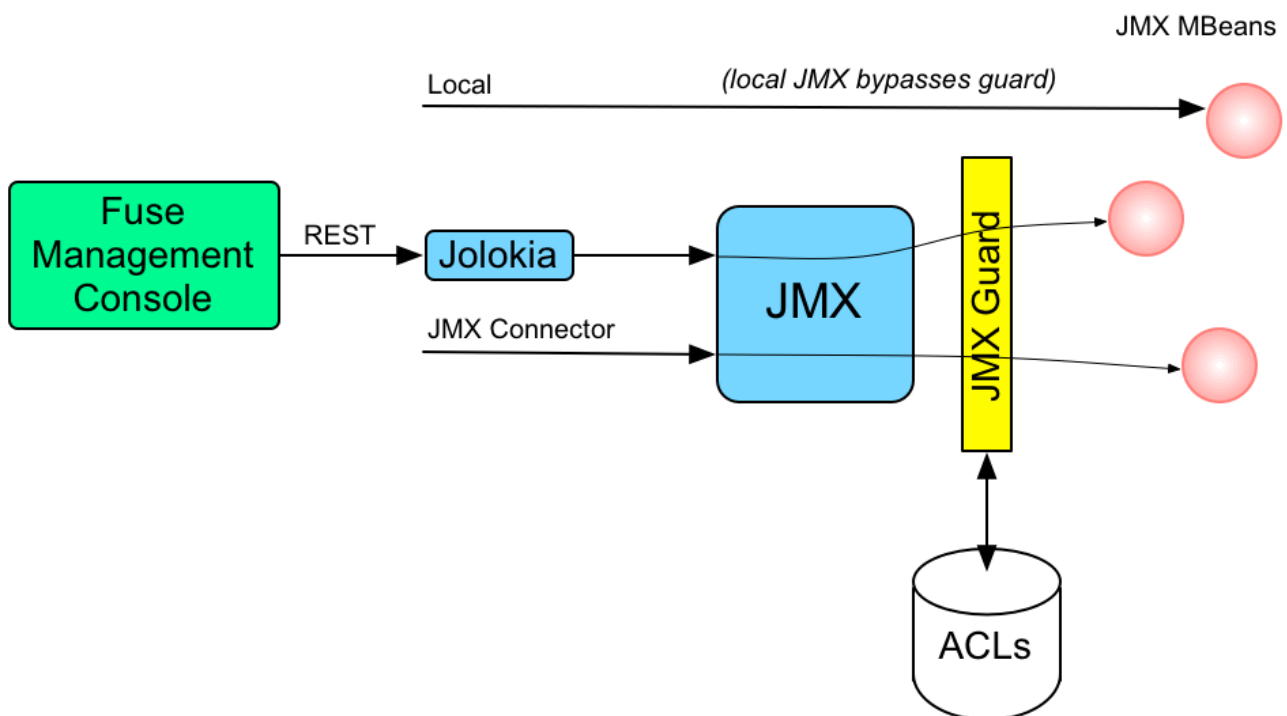 JMX MBeans
Local
(local JMX bypasses guard)
Fuse
Management
Console
REST
Jolokia
JMX
JMX Guard
JMX Connector
ACLs